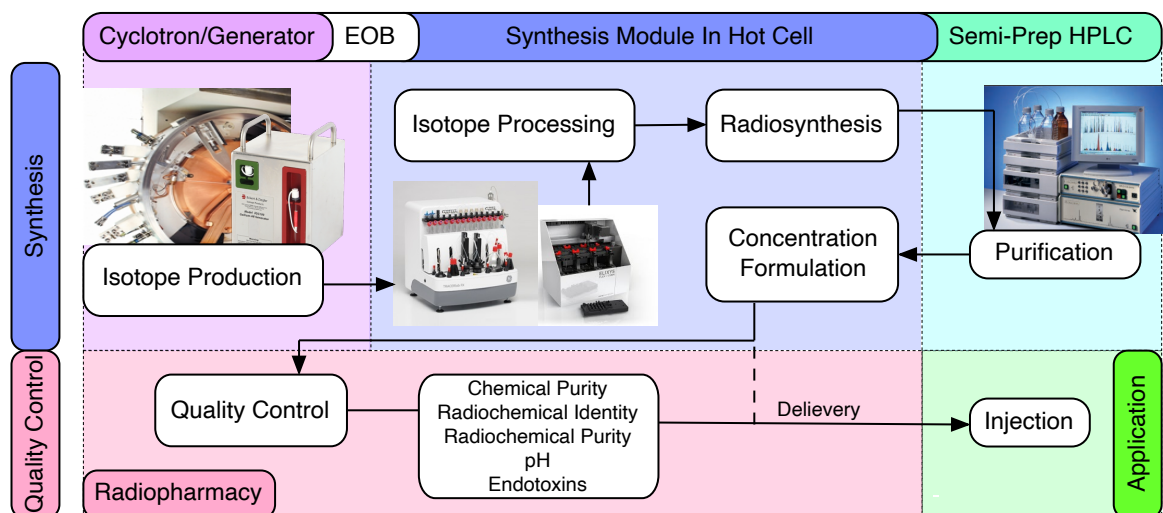 Cyclotron/Generator
EOB
Synthesis Module In Hot Cell
Semi-Prep HPLC
Synthesis
Isotope Processing
Radiosynthesis
Concentration
Formulation
Purification
Isotope Production
Quality Control
Quality Control
Chemical Purity
Radiochemical Identity
Radiochemical Purity
pH
Endotoxins
Delievery
Injection
Application
Radiopharmacy